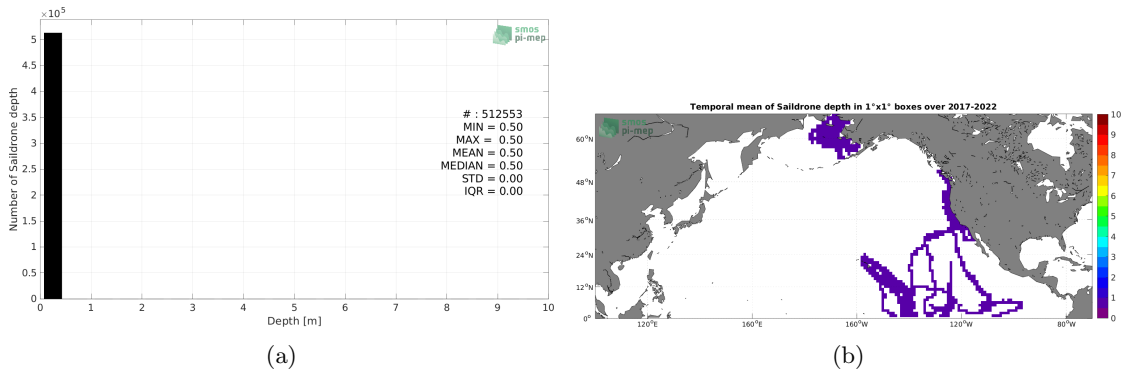 ×10⁵
smos
pi-mep
5
4.5
4
3.5
3
2.5
2
1.5
1
0.5
0
Number of Saildrone depth
# : 512553
MIN = 0.50
MAX = 0.50
MEAN = 0.50
MEDIAN = 0.50
STD = 0.00
IQR = 0.00
0 1 2 3 4 5 6 7 8 9 10
Depth [m]
(a)
Temporal mean of Saildrone depth in 1°x1° boxes over 2017-2022
smos
pi-mep
60°N
48°N
36°N
24°N
12°N
0°
120°E 160°E 160°W 120°W 80°W
10
9
8
7
6
5
4
3
2
1
0
(b)